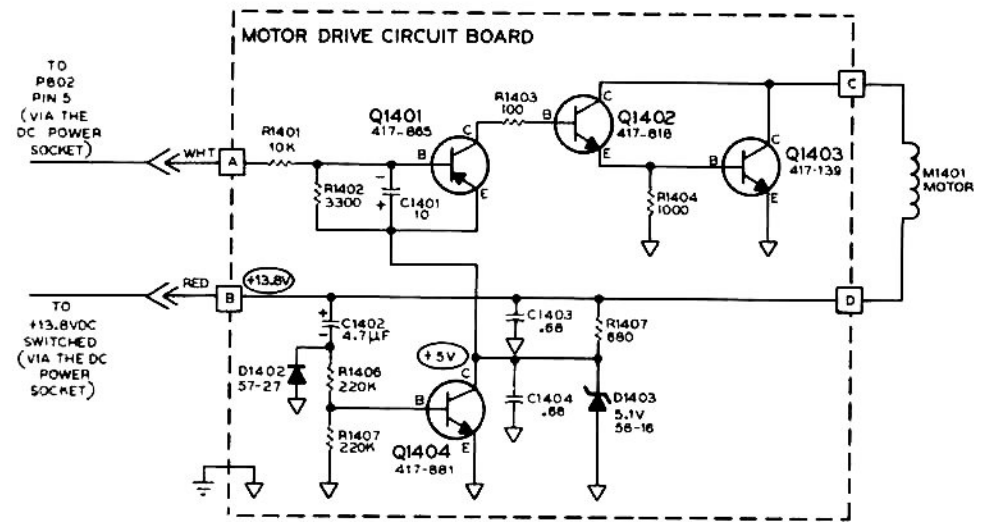 MOTOR DRIVE CIRCUIT BOARD
TO
P802
PIN 5
(VIA THE
DC POWER
SOCKET)
WHT
A
R1401
10K
R1402
3300
-
+
C1401
10
Q1401
417-865
B
C
E
R1403
100
B
C
E
Q1402
417-818
R1404
1000
B
C
E
Q1403
417-139
C
M1401
MOTOR
TO
+13.8VDC
SWITCHED
(VIA THE DC
POWER
SOCKET)
RED
B
+13.8V
D
+
-
C1402
4.7µF
D1402
57-27
R1406
220K
R1407
220K
+5V
B
C
E
Q1404
417-881
C1403
.68
C1404
.68
R1407
680
D1403
5.1V
56-16